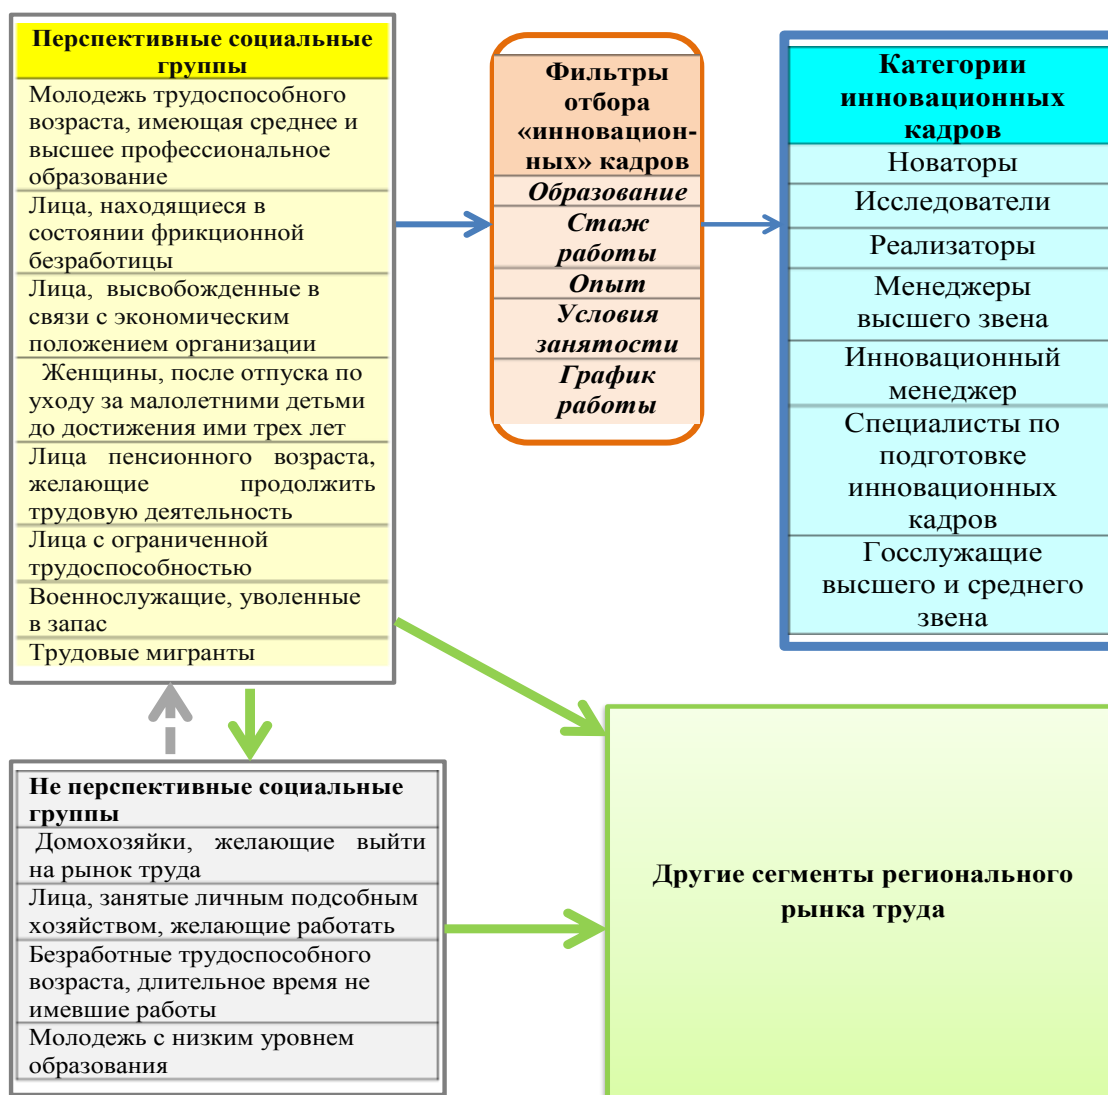 Перспективные социальные
группы
Молодежь трудоспособного
возраста, имеющая среднее и
высшее профессиональное
образование
Лица, находящиеся в
состоянии фрикционной
безработицы
Лица, высвобожденные в
связи с экономическим
положением организации
Женщины, после отпуска по
уходу за малолетними детьми
до достижения ими трех лет
Лица пенсионного возраста,
желающие продолжить
трудовую деятельность
Лица с ограниченной
трудоспособностью
Военнослужащие, уволенные
в запас
Трудовые мигранты
Фильтры
отбора
«инновацион-
ных» кадров
Образование
Стаж
работы
Опыт
Условия
занятости
График
работы
Категории
инновационных
кадров
Новаторы
Исследователи
Реализаторы
Менеджеры
высшего звена
Инновационный
менеджер
Специалисты по
подготовке
инновационных
кадров
Госслужащие
высшего и среднего
звена
Не перспективные социальные
группы
Домохозяйки, желающие выйти
на рынок труда
Лица, занятые личным подсобным
хозяйством, желающие работать
Безработные трудоспособного
возраста, длительное время не
имевшие работы
Молодежь с низким уровнем
образования
Другие сегменты регионального
рынка труда